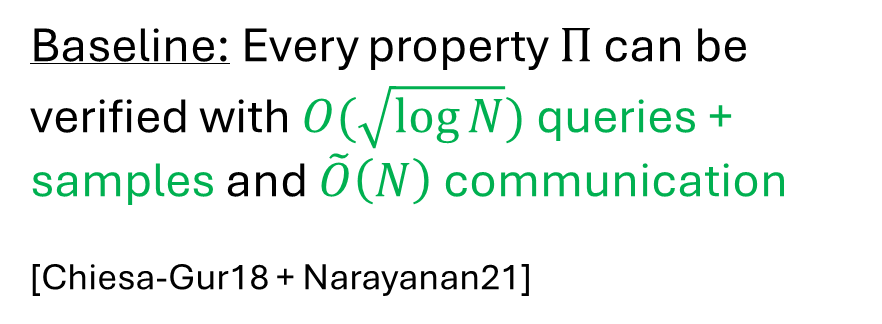 Baseline: Every property Π can be
verified with O(√log N) queries +
samples and Õ(N) communication
[Chiesa-Gur18 + Narayanan21]